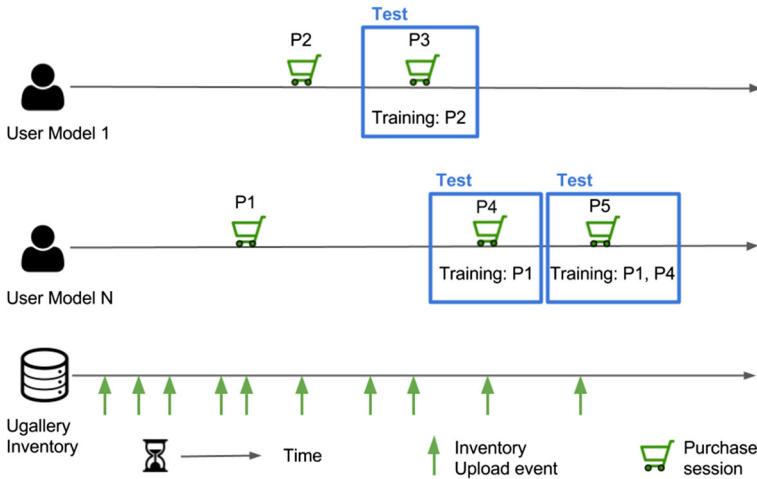 Test
P2
P3
Training: P2
User Model 1
Test
Test
P1
P4
P5
Training: P1
Training: P1, P4
User Model N
Ugallery
Inventory
Time
Inventory
Upload event
Purchase
session